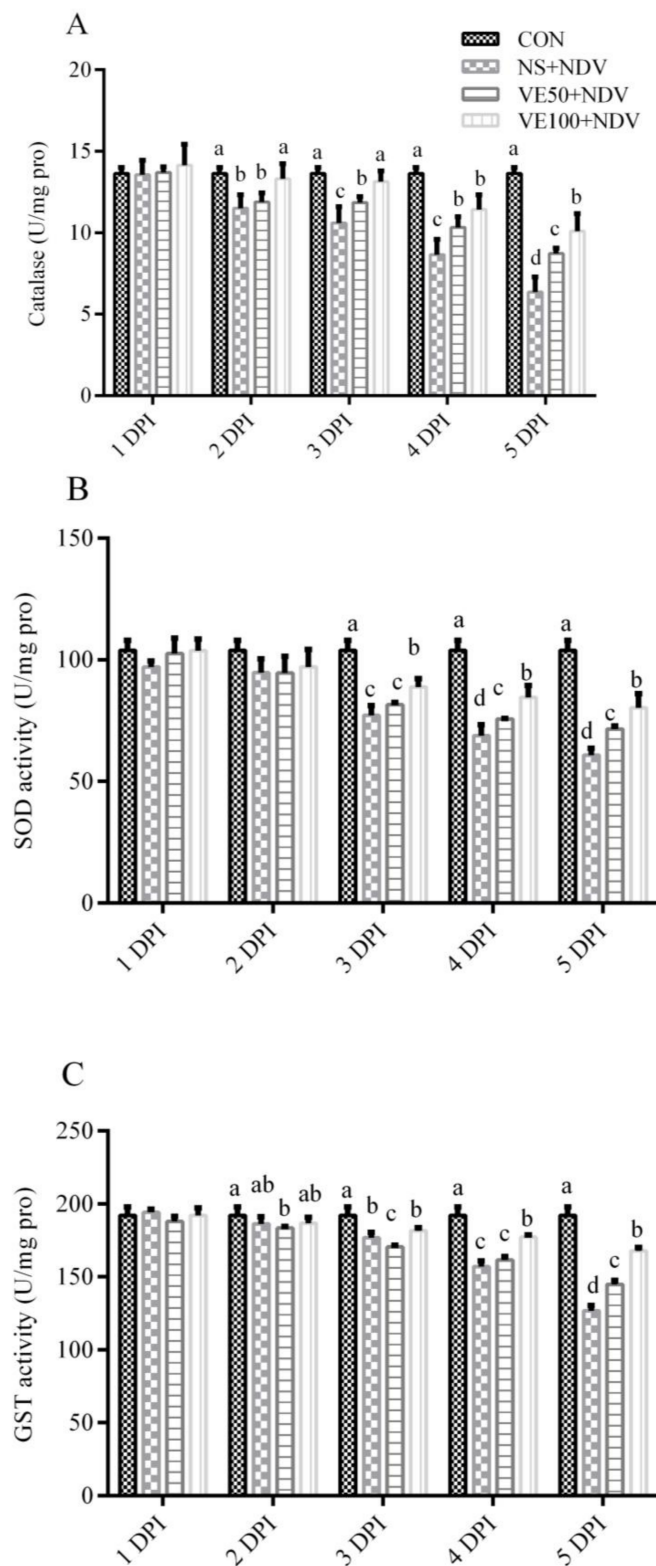 A
CON
NS+NDV
VE50+NDV
VE100+NDV
Catalase (U/mg pro)
20
15
10
5
0
a b b a a c b a a c b b a d c b
1 DPI 2 DPI 3 DPI 4 DPI 5 DPI
B
SOD activity (U/mg pro)
150
100
50
0
a c c b a d c b a d c b
1 DPI 2 DPI 3 DPI 4 DPI 5 DPI
C
GST activity (U/mg pro)
250
200
150
100
50
0
a ab b ab a b c b a c c b a d c b
1 DPI 2 DPI 3 DPI 4 DPI 5 DPI